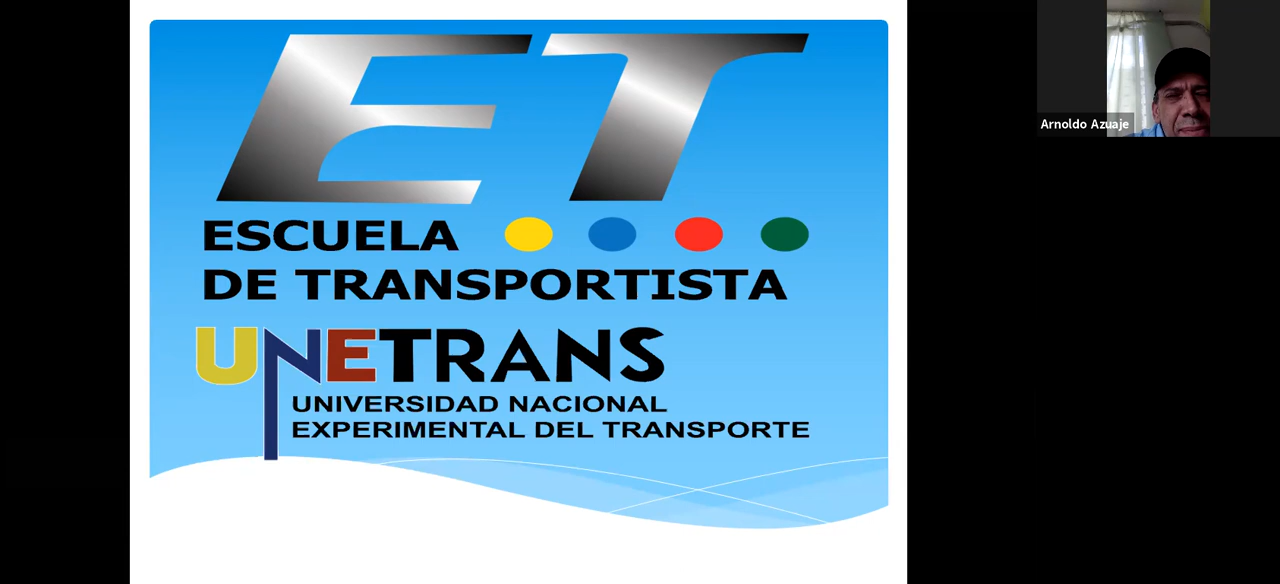 ET
ESCUELA
DE TRANSPORTISTA
UNETRANS
UNIVERSIDAD NACIONAL
EXPERIMENTAL DEL TRANSPORTE
Arnoldo Azuaje